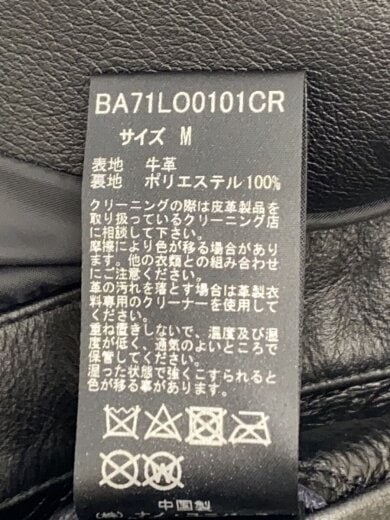 BA71LO0101CR
サイズ M
表地 牛革
裏地 ポリエステル100%
クリーニングの際は皮革製品を
取り扱っているクリーニング店
に相談して下さい。
摩擦により色が移る場合があり
ます。他の衣類との組み合わせ
にご注意ください。
革の汚れを落とす場合は革製衣
料専用のクリーナーを使用して
ください。
重ね置きしないで、温度及び湿
度が低く、通気のよいところで
保管してください。
湿った状態で強くこすられると
色が移る事があります。
中国製